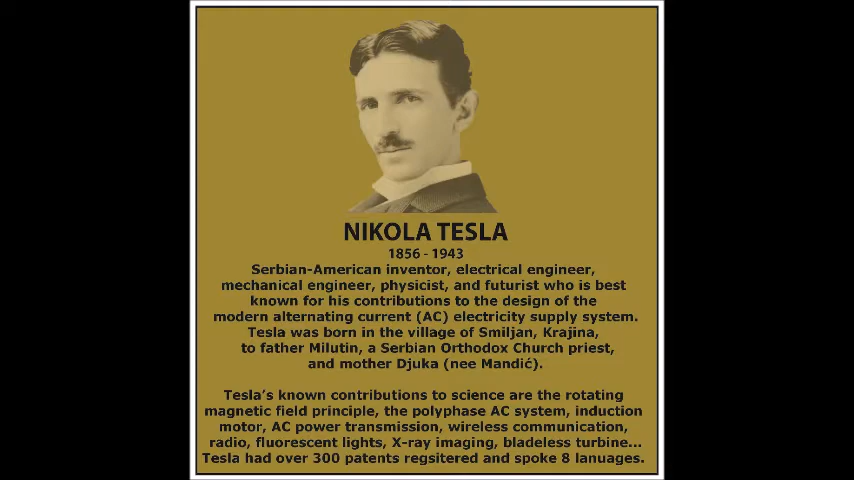 NIKOLA TESLA
1856 - 1943
Serbian-American inventor, electrical engineer,
mechanical engineer, physicist, and futurist who is best
known for his contributions to the design of the
modern alternating current (AC) electricity supply system.
Tesla was born in the village of Smiljan, Krajina,
to father Milutin, a Serbian Orthodox Church priest,
and mother Djuka (nee Mandić).
Tesla's known contributions to science are the rotating
magnetic field principle, the polyphase AC system, induction
motor, AC power transmission, wireless communication,
radio, fluorescent lights, X-ray imaging, bladeless turbine...
Tesla had over 300 patents regsitered and spoke 8 lanuages.